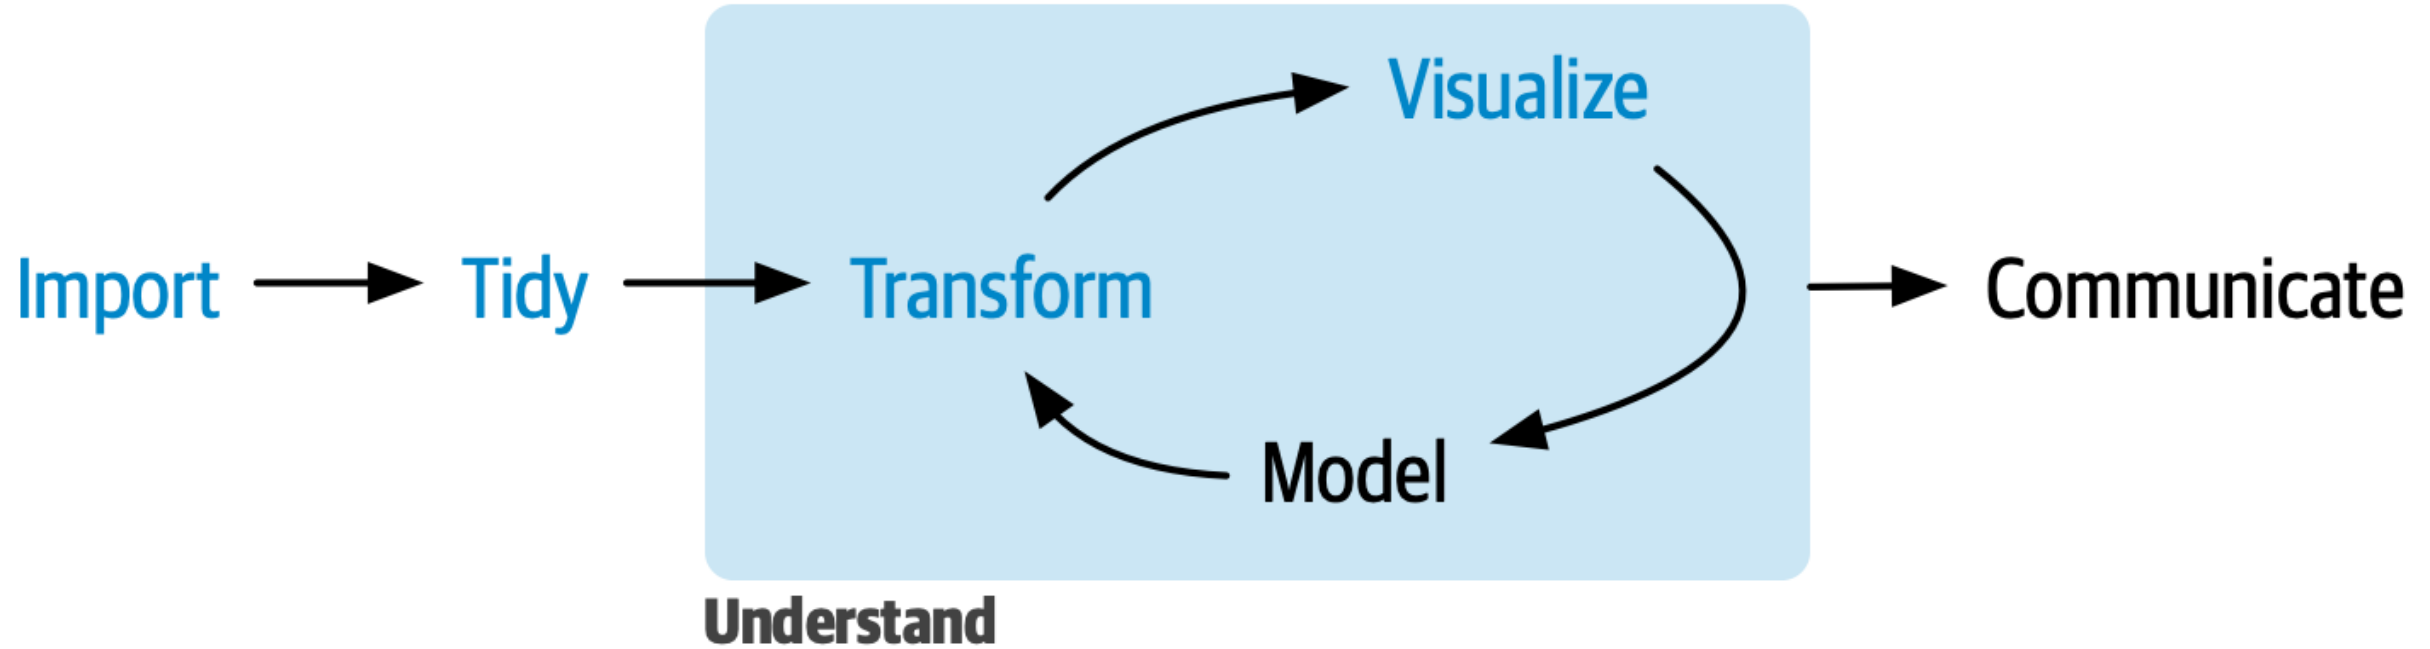 Visualize
Import
Tidy
Transform
Communicate
Model
Understand